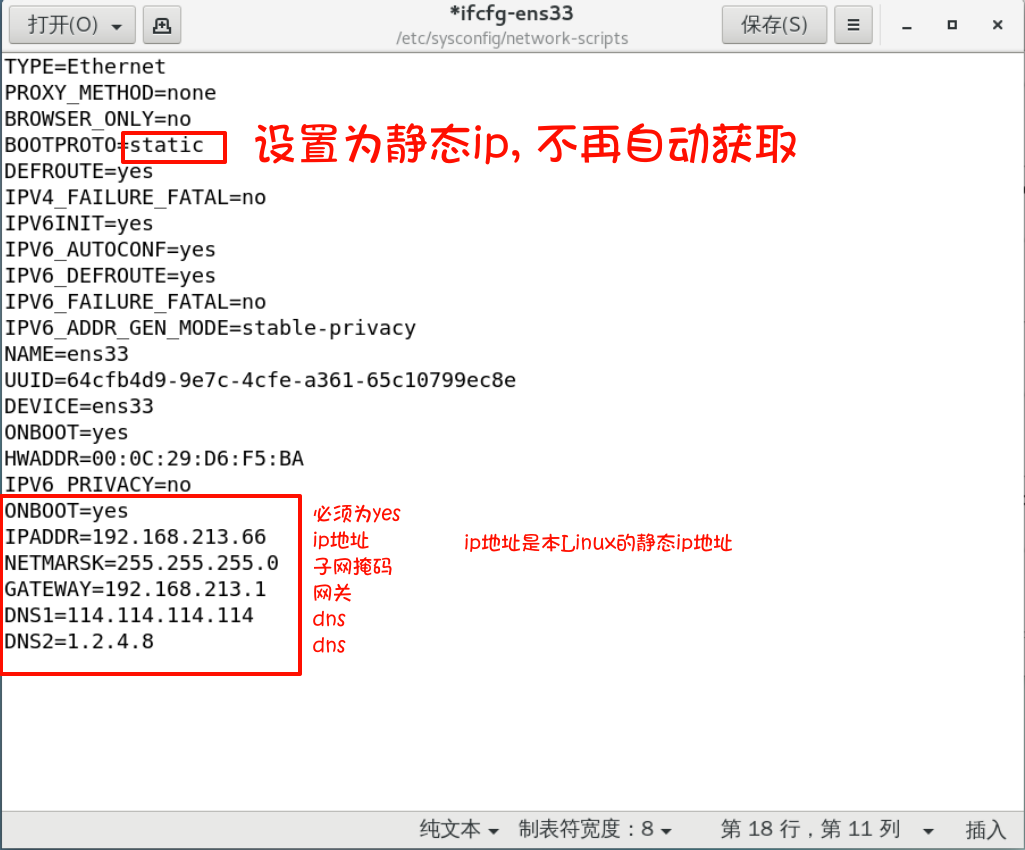 打开(O)
*ifcfg-ens33
/etc/sysconfig/network-scripts
保存(S)
TYPE=Ethernet
PROXY_METHOD=none
BROWSER_ONLY=no
BOOTPROTO=static 设置为静态ip, 不再自动获取
DEFROUTE=yes
IPV4_FAILURE_FATAL=no
IPV6INIT=yes
IPV6_AUTOCONF=yes
IPV6_DEFROUTE=yes
IPV6_FAILURE_FATAL=no
IPV6_ADDR_GEN_MODE=stable-privacy
NAME=ens33
UUID=64cfb4d9-9e7c-4cfe-a361-65c10799ec8e
DEVICE=ens33
ONBOOT=yes
HWADDR=00:0C:29:D6:F5:BA
IPV6_PRIVACY=no
ONBOOT=yes 必须为yes
IPADDR=192.168.213.66 ip地址 ip地址是本Linux的静态ip地址
NETMARSK=255.255.255.0 子网掩码
GATEWAY=192.168.213.1 网关
DNS1=114.114.114.114 dns
DNS2=1.2.4.8 dns
纯文本 制表符宽度：8 第 18 行，第 11 列 插入